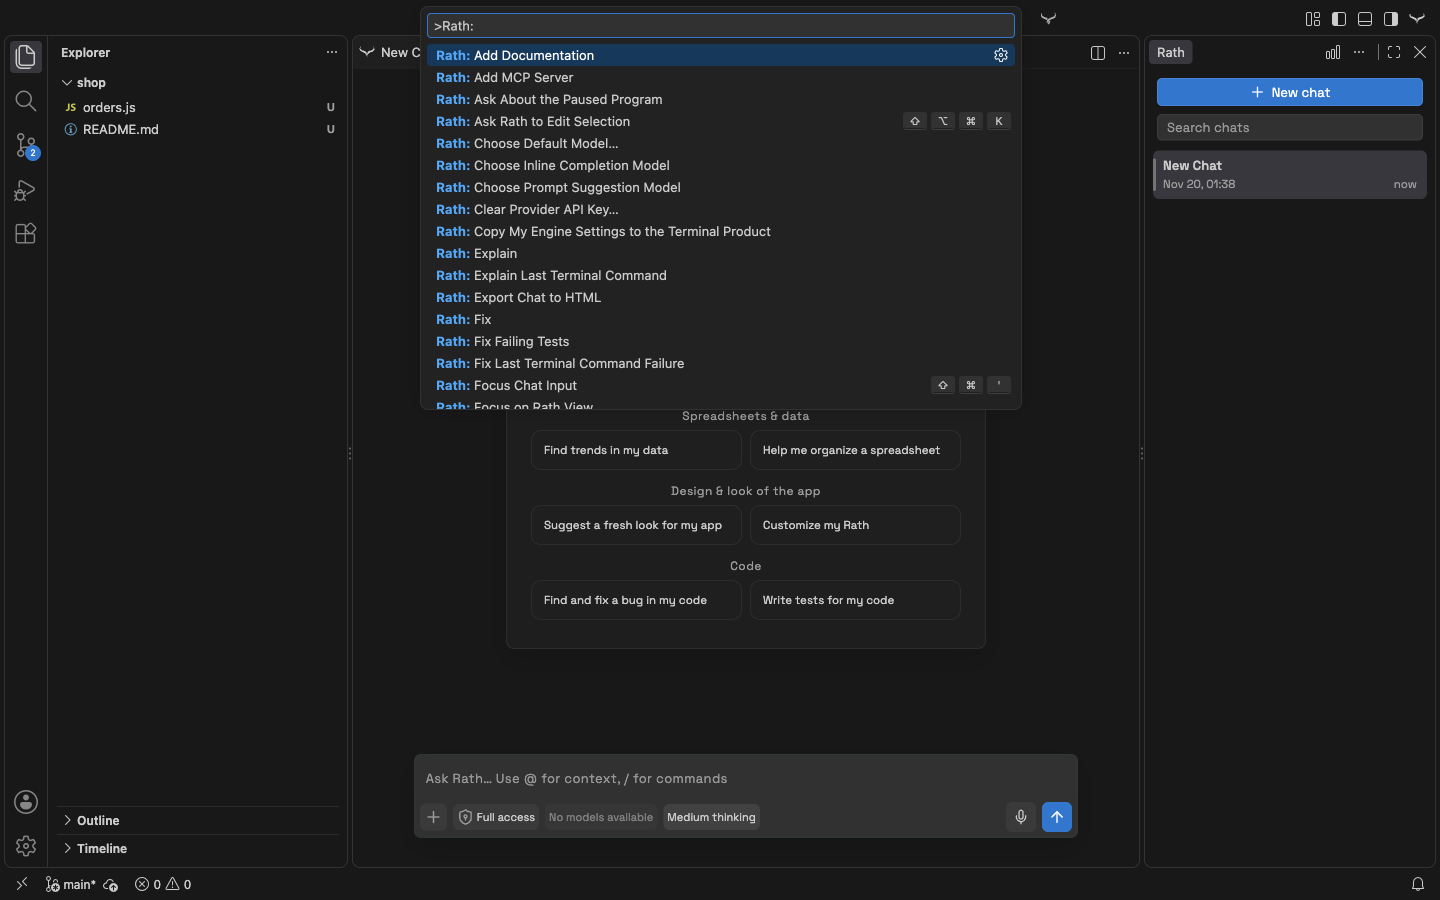 >Rath:
Rath: Add Documentation
Rath: Add MCP Server
Rath: Ask About the Paused Program
Rath: Ask Rath to Edit Selection ⇧ ⌥ ⌘ K
Rath: Choose Default Model...
Rath: Choose Inline Completion Model
Rath: Choose Prompt Suggestion Model
Rath: Clear Provider API Key...
Rath: Copy My Engine Settings to the Terminal Product
Rath: Explain
Rath: Explain Last Terminal Command
Rath: Export Chat to HTML
Rath: Fix
Rath: Fix Failing Tests
Rath: Fix Last Terminal Command Failure
Rath: Focus Chat Input ⇧ ⌘ '
Rath: Focus on Rath View
Explorer
shop
JS orders.js U
README.md U
2
Outline
Timeline
New C
Spreadsheets & data
Find trends in my data
Help me organize a spreadsheet
Design & look of the app
Suggest a fresh look for my app
Customize my Rath
Code
Find and fix a bug in my code
Write tests for my code
Ask Rath... Use @ for context, / for commands
Full access
No models available
Medium thinking
Rath
+ New chat
Search chats
New Chat
Nov 20, 01:38 now
main* 0 0